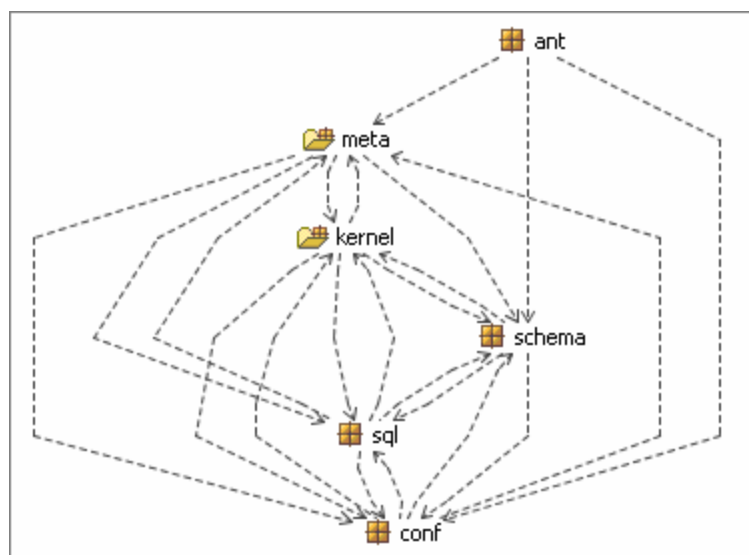 ant
meta
kernel
schema
sql
conf